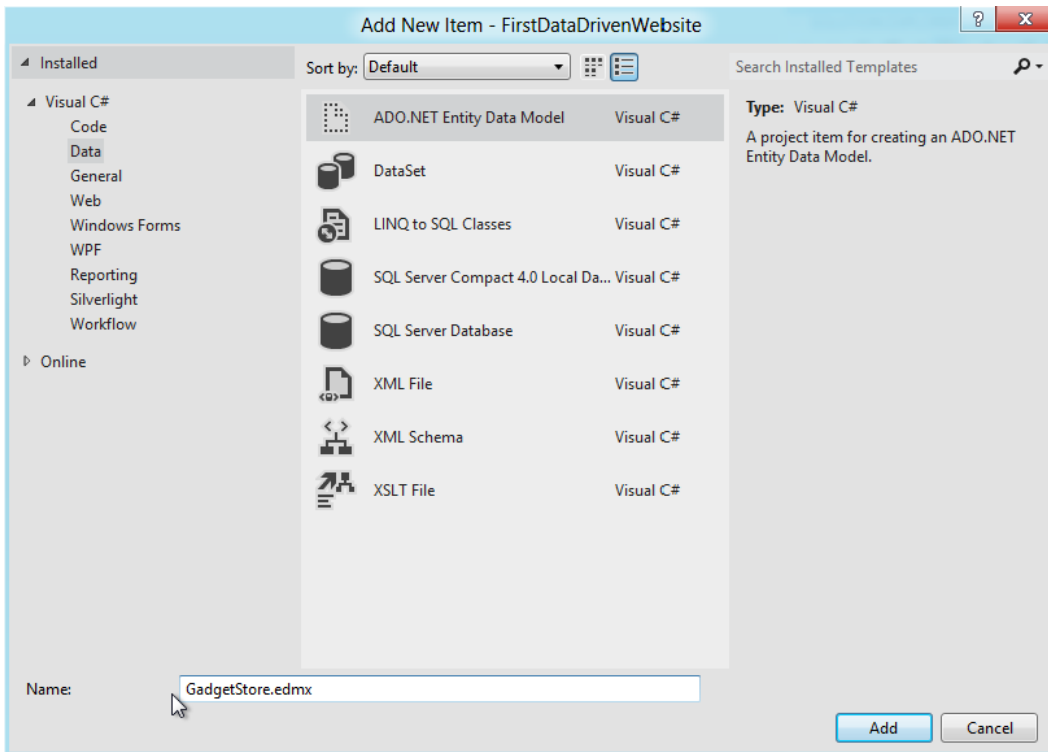 Add New Item - FirstDataDrivenWebsite
?
x
Installed
Sort by: Default
Search Installed Templates
Visual C#
Code
Data
General
Web
Windows Forms
WPF
Reporting
Silverlight
Workflow
Online
ADO.NET Entity Data Model Visual C#
DataSet Visual C#
LINQ to SQL Classes Visual C#
SQL Server Compact 4.0 Local Da... Visual C#
SQL Server Database Visual C#
XML File Visual C#
XML Schema Visual C#
XSLT File Visual C#
Type: Visual C#
A project item for creating an ADO.NET
Entity Data Model.
Name: GadgetStore.edmx
Add Cancel